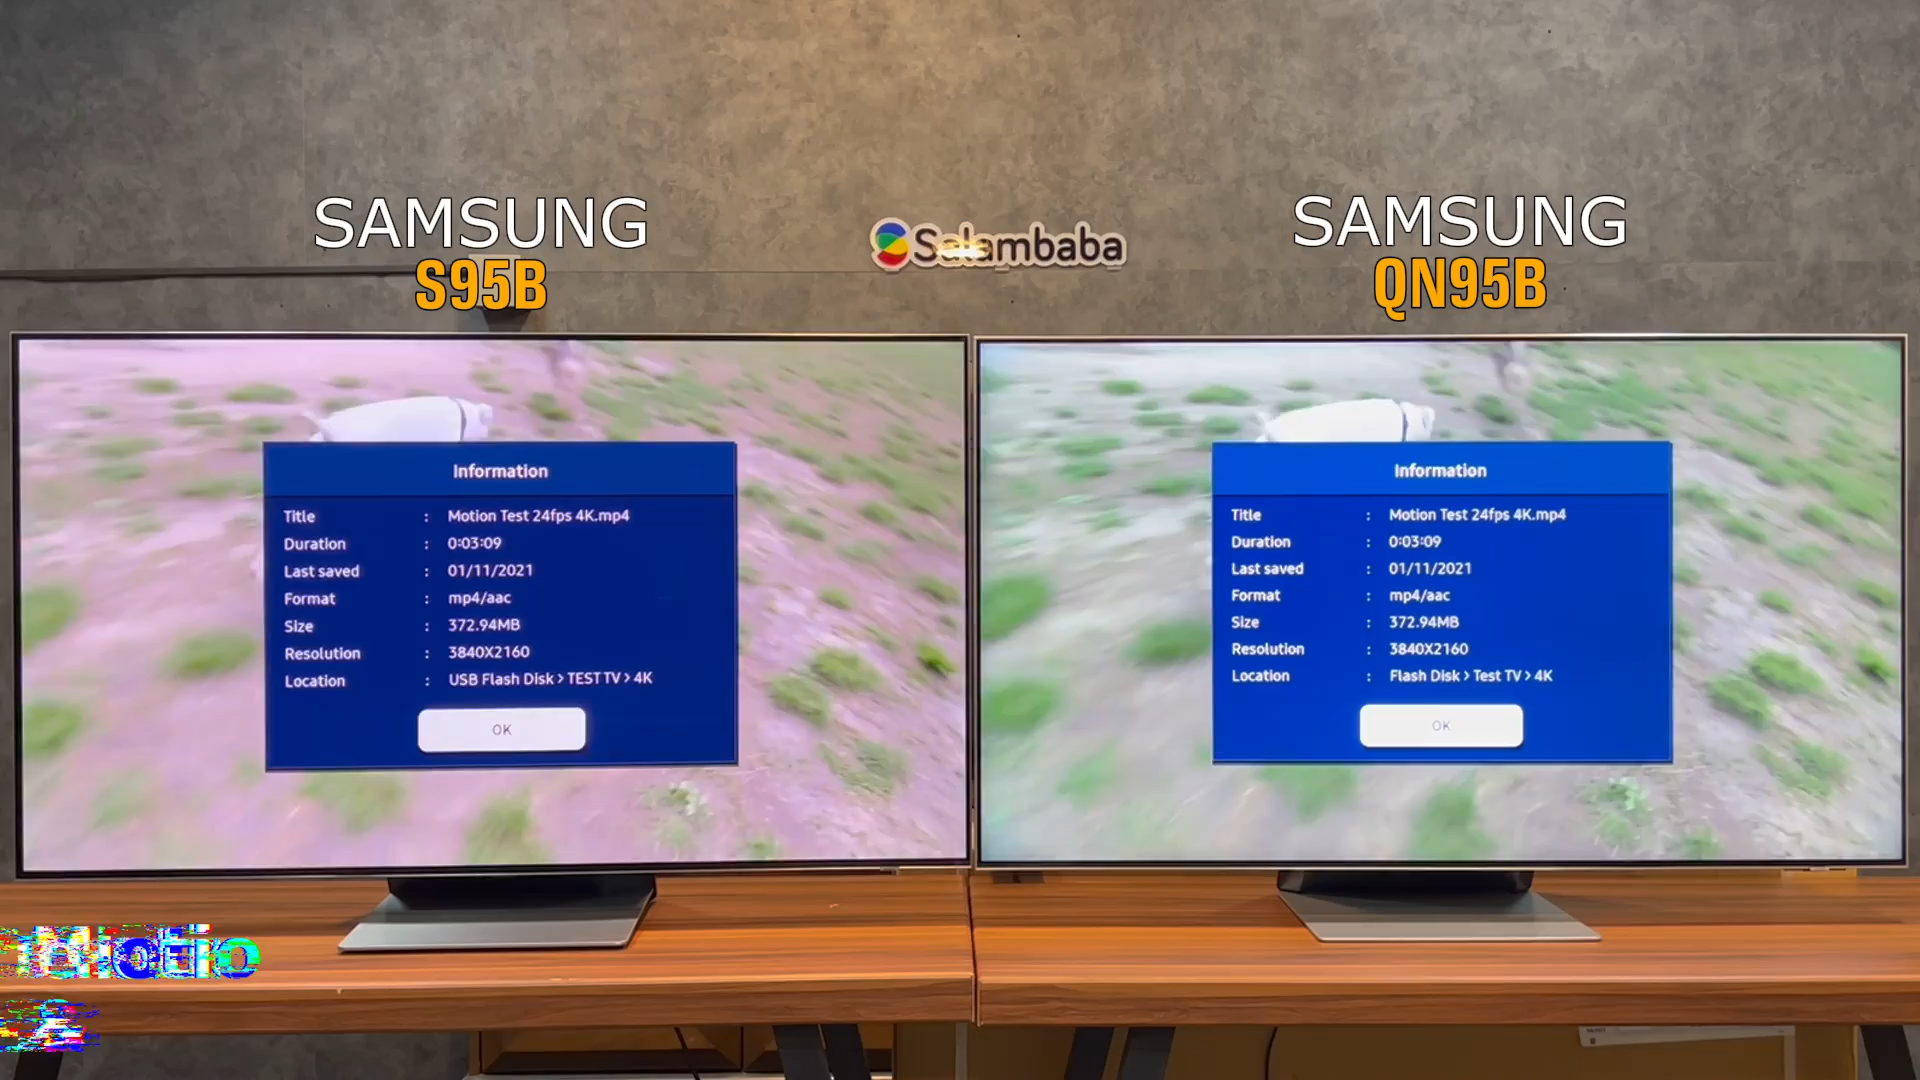 SAMSUNG
S95B
Salambaba
SAMSUNG
QN95B
Information
Title : Motion Test 24fps 4K.mp4
Duration : 0:03:09
Last saved : 01/11/2021
Format : mp4/aac
Size : 372.94MB
Resolution : 3840X2160
Location : USB Flash Disk > TEST TV > 4K
OK
Information
Title : Motion Test 24fps 4K.mp4
Duration : 0:03:09
Last saved : 01/11/2021
Format : mp4/aac
Size : 372.94MB
Resolution : 3840X2160
Location : Flash Disk > Test TV > 4K
OK
Motio